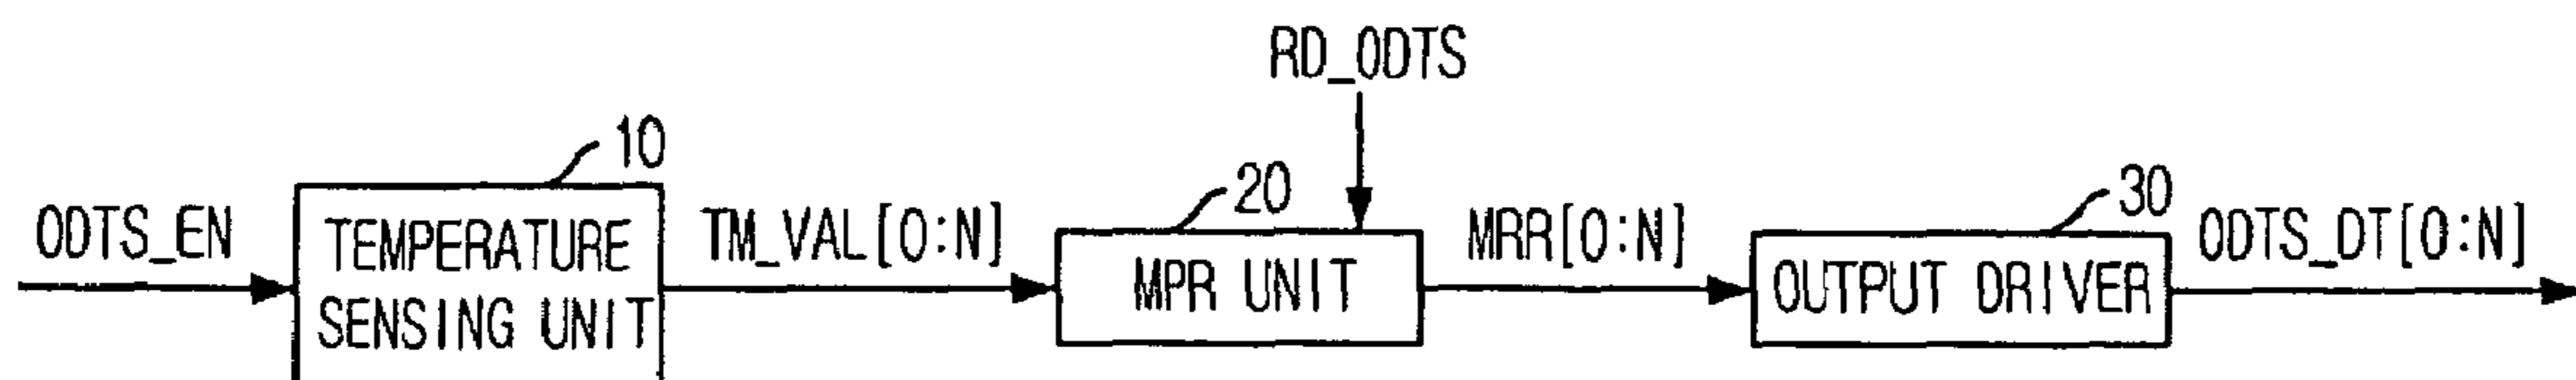 RD_ODTS
10
20
30
ODTS_EN
TEMPERATURE
SENSING UNIT
TM_VAL[0:N]
MPR UNIT
MRR[0:N]
OUTPUT DRIVER
ODTS_DT[0:N]